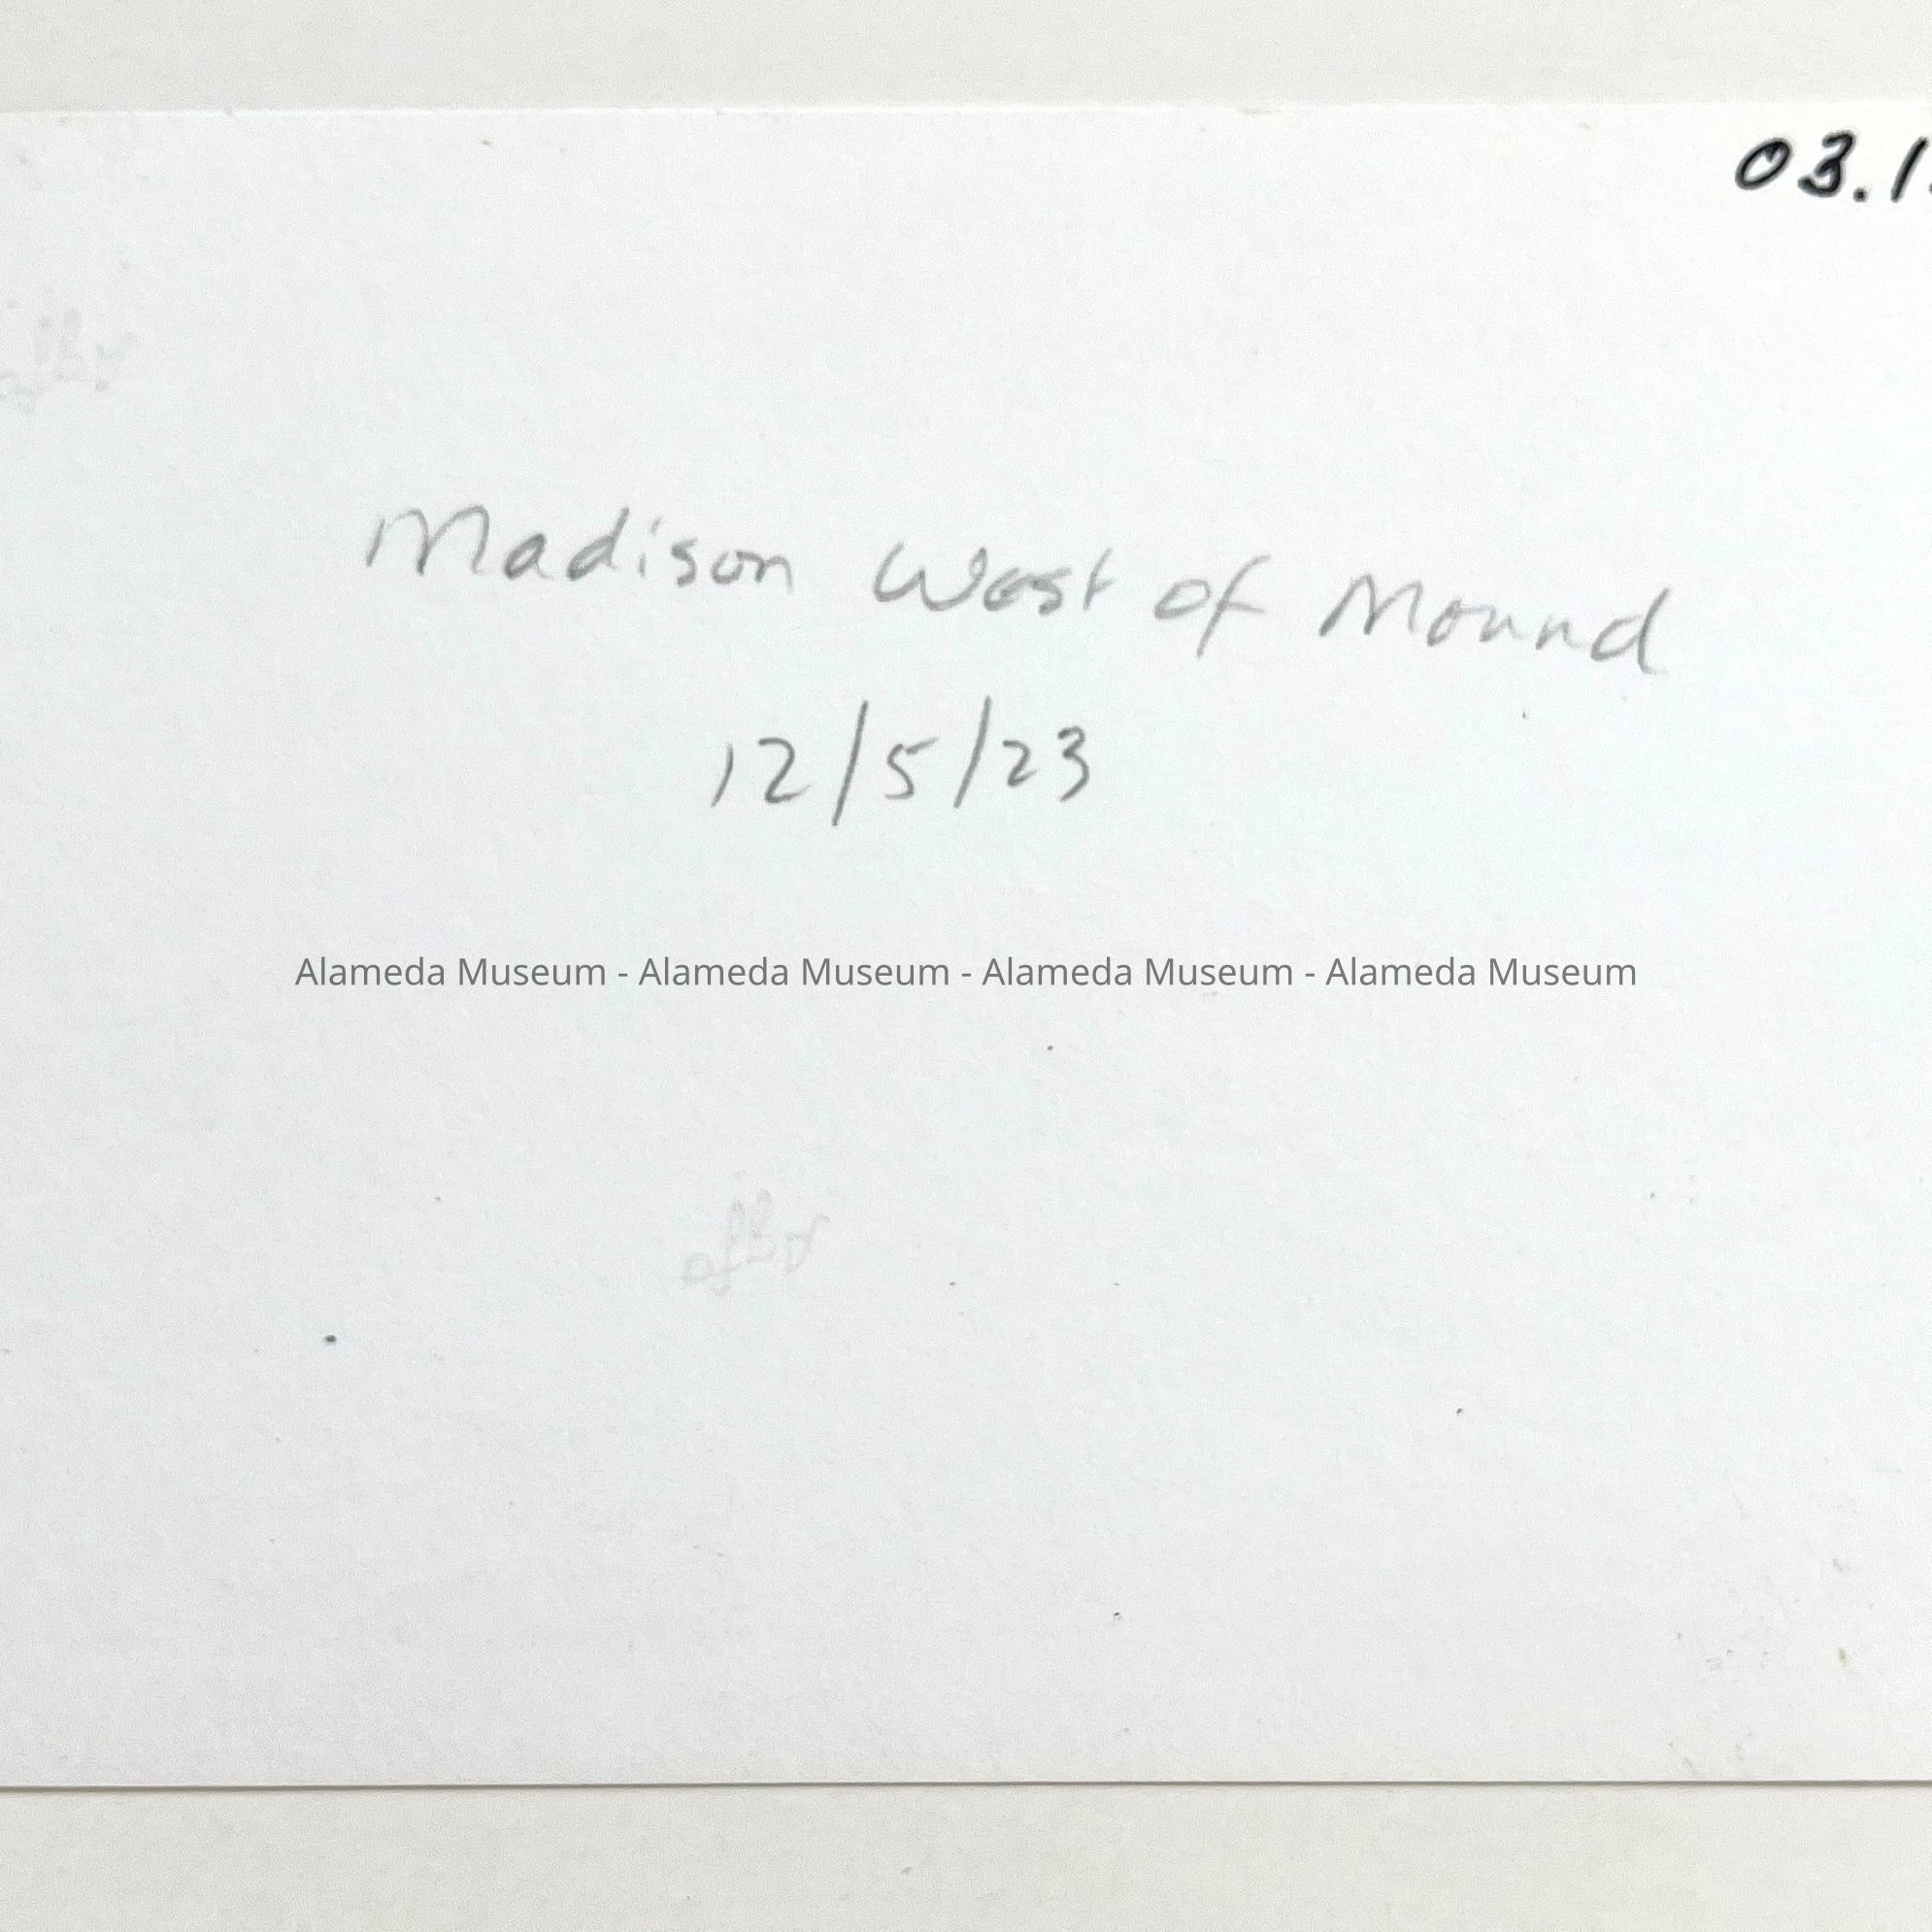 03.1
Madison West of Mound
12/5/23
Alameda Museum - Alameda Museum - Alameda Museum - Alameda Museum